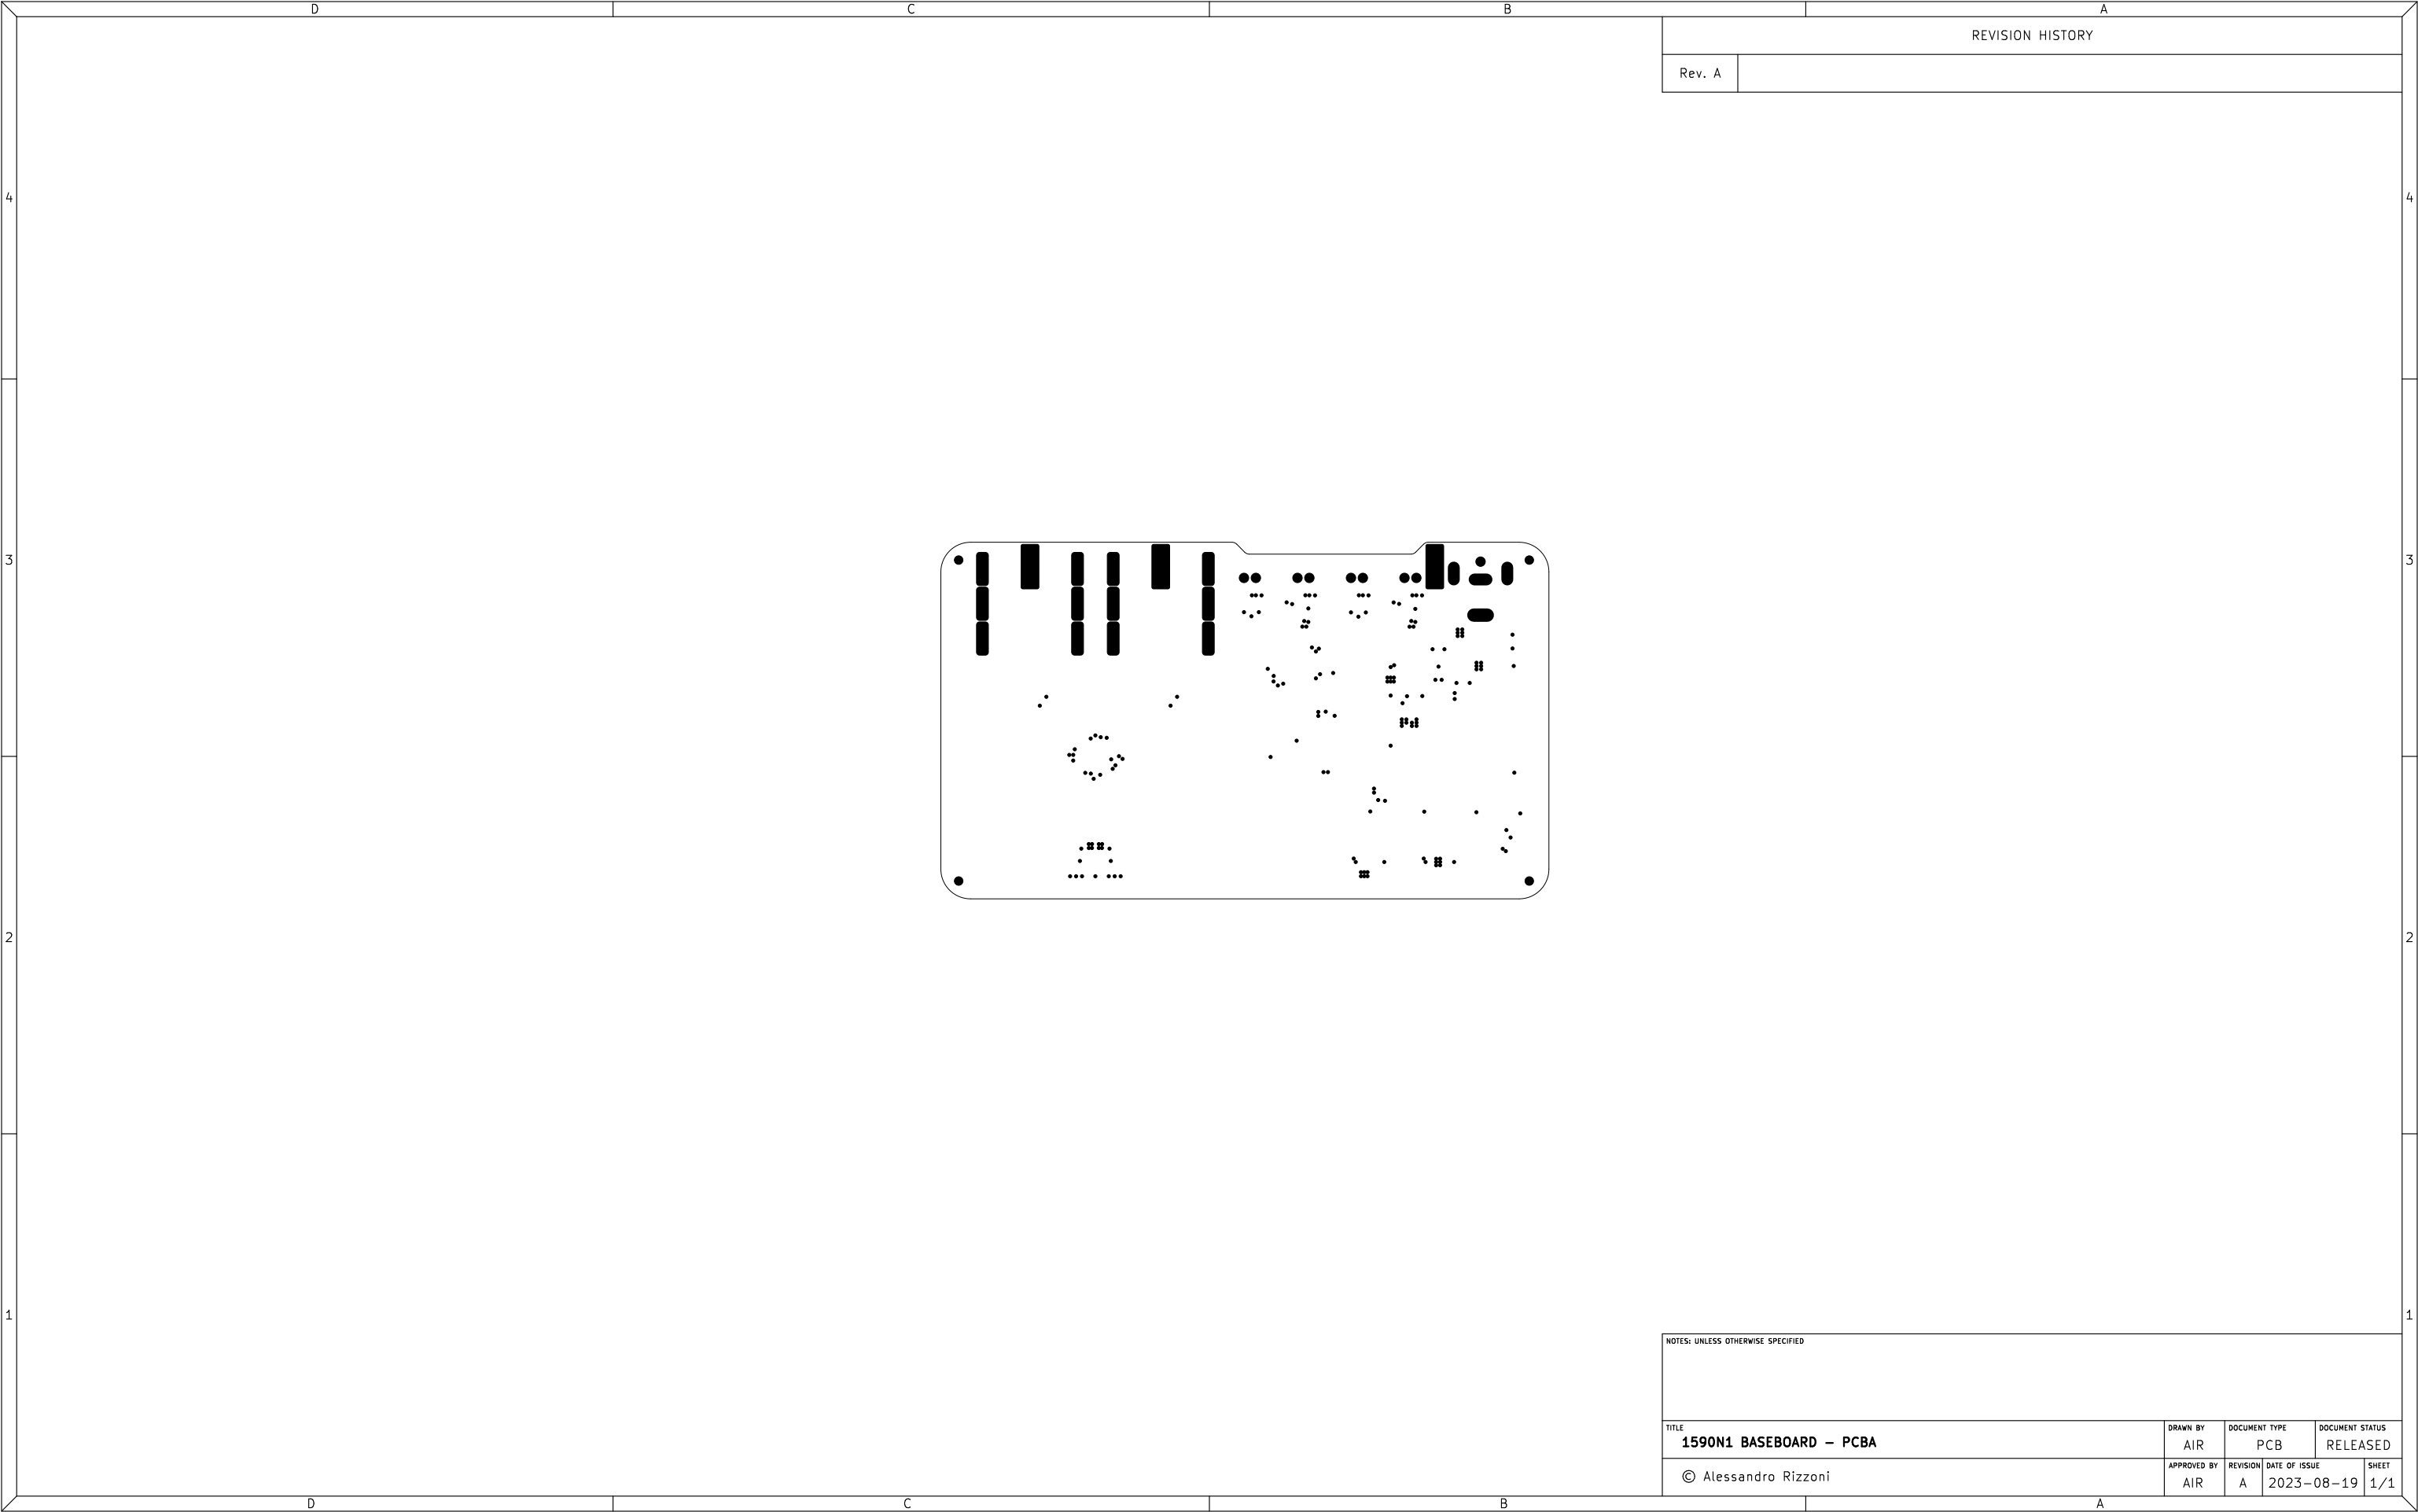 D C B A
REVISION HISTORY
Rev. A
4 4
3 3
2 2
1 1
NOTES: UNLESS OTHERWISE SPECIFIED
TITLE
1590N1 BASEBOARD - PCBA
DRAWN BY
AIR
DOCUMENT TYPE
PCB
DOCUMENT STATUS
RELEASED
© Alessandro Rizzoni
APPROVED BY
AIR
REVISION
A
DATE OF ISSUE
2023-08-19
SHEET
1/1
D C B A